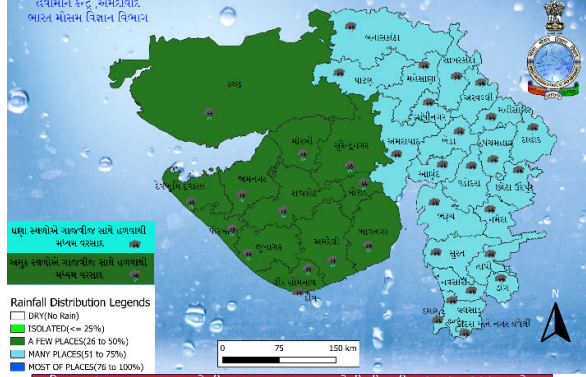 હવામાન કેન્દ્ર ,અમદાવાદ
ભારત મોસમ વિજ્ઞાન વિભાગ
બનાસકાંઠા
સાબરકાંઠા
પાટણ
મહેસાણા
અરવલ્લી
કચ્છ
ગાંધીનગર
મહીસાગર
મોરબી
સુરેન્દ્રનગર
અમદાવાદ
ખેડા
પંચમહાલ
દાહોદ
દેવભૂમિ દ્વારકા
જામનગર
રાજકોટ
બોટાદ
આણંદ
વડોદરા
છોટા ઉદેપુર
પોરબંદર
જુનાગઢ
અમરેલી
ભાવનગર
ભરૂચ
નર્મદા
ગીર સોમનાથ
દીવ
સુરત
તાપી
નવસારી
ડાંગ
દમણ
વલસાડ
દાદરા અને નગર હવેલી
ઘણા સ્થળોએ ગાજવીજ સાથે હળવાથી
મધ્યમ વરસાદ
અમુક સ્થળોએ ગાજવીજ સાથે હળવાથી
મધ્યમ વરસાદ
Rainfall Distribution Legends
DRY(No Rain)
ISOLATED(<= 25%)
A FEW PLACES(26 to 50%)
MANY PLACES(51 to 75%)
MOST OF PLACES(76 to 100%)
0 75 150 km
N